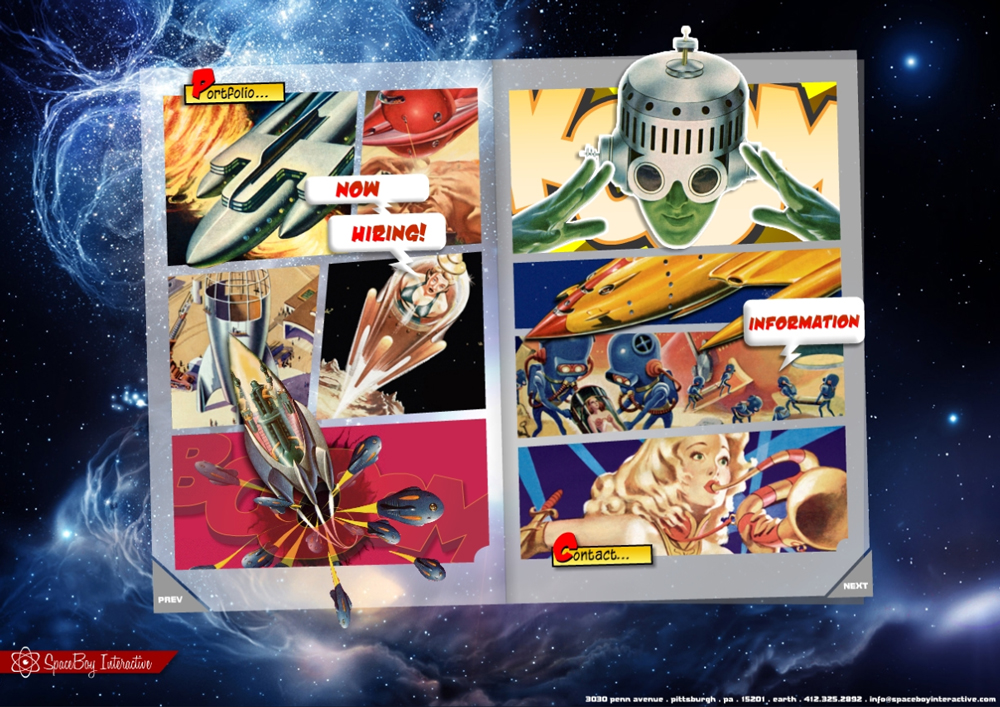 Portfolio...
NOW
HIRING!
INFORMATION
BOOOM
Contact...
PREV
NEXT
SpaceBoy Interactive
3030 penn avenue . pittsburgh . pa . 15201 . earth . 412.325.2892 . info@spaceboyinteractive.com